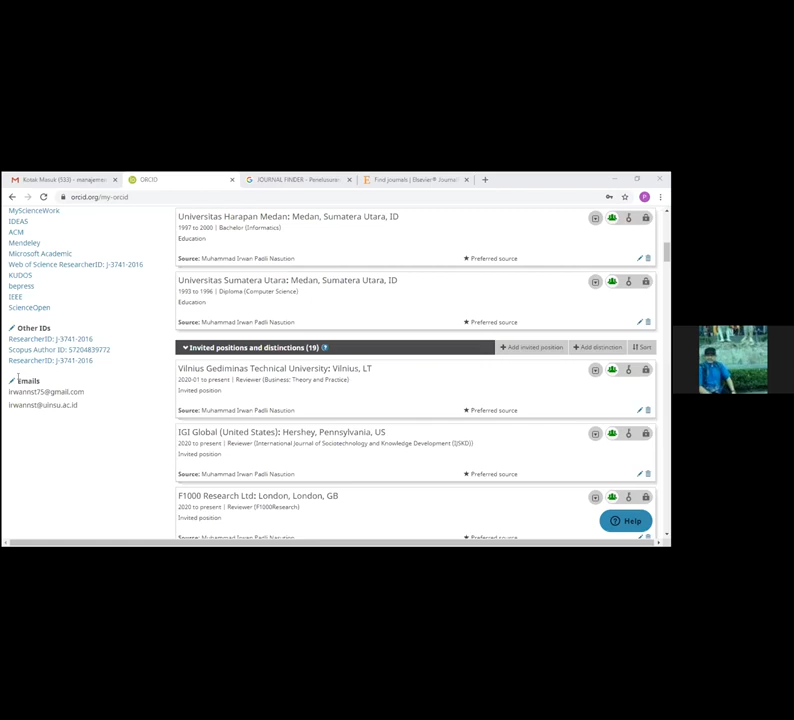 Kotak Masuk (533) - manajeme
ORCID
JOURNAL FINDER - Penelusuran
Find journals | Elsevier® Journal
orcid.org/my-orcid
MyScienceWork
IDEAS
ACM
Mendeley
Microsoft Academic
Web of Science ResearcherID: J-3741-2016
KUDOS
bepress
IEEE
ScienceOpen
Other IDs
ResearcherID: J-3741-2016
Scopus Author ID: 57204839772
ResearcherID: J-3741-2016
Emails
irwannst75@gmail.com
irwannst@uinsu.ac.id
Universitas Harapan Medan: Medan, Sumatera Utara, ID
1997 to 2000 | Bachelor (Informatics)
Education
Source: Muhammad Irwan Padli Nasution
Preferred source
Universitas Sumatera Utara: Medan, Sumatera Utara, ID
1993 to 1996 | Diploma (Computer Science)
Education
Source: Muhammad Irwan Padli Nasution
Preferred source
Invited positions and distinctions (19)
Add invited position
Add distinction
Sort
Vilnius Gediminas Technical University: Vilnius, LT
2020-01 to present | Reviewer (Business: Theory and Practice)
Invited position
Source: Muhammad Irwan Padli Nasution
Preferred source
IGI Global (United States): Hershey, Pennsylvania, US
2020 to present | Reviewer (International Journal of Sociotechnology and Knowledge Development (IJSKD))
Invited position
Source: Muhammad Irwan Padli Nasution
Preferred source
F1000 Research Ltd: London, London, GB
2020 to present | Reviewer (F1000Research)
Invited position
Source: Muhammad Irwan Padli Nasution
Preferred source
Help